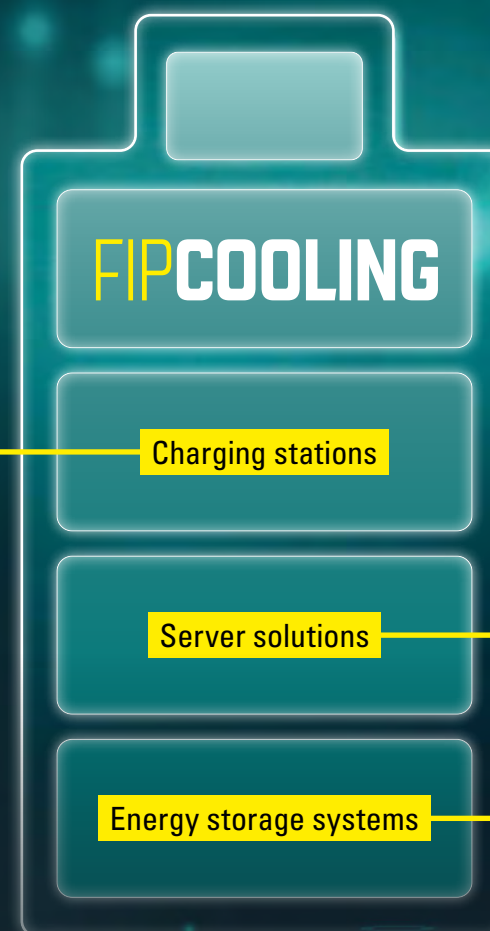 FIPCOOLING
Charging stations
Server solutions
Energy storage systems